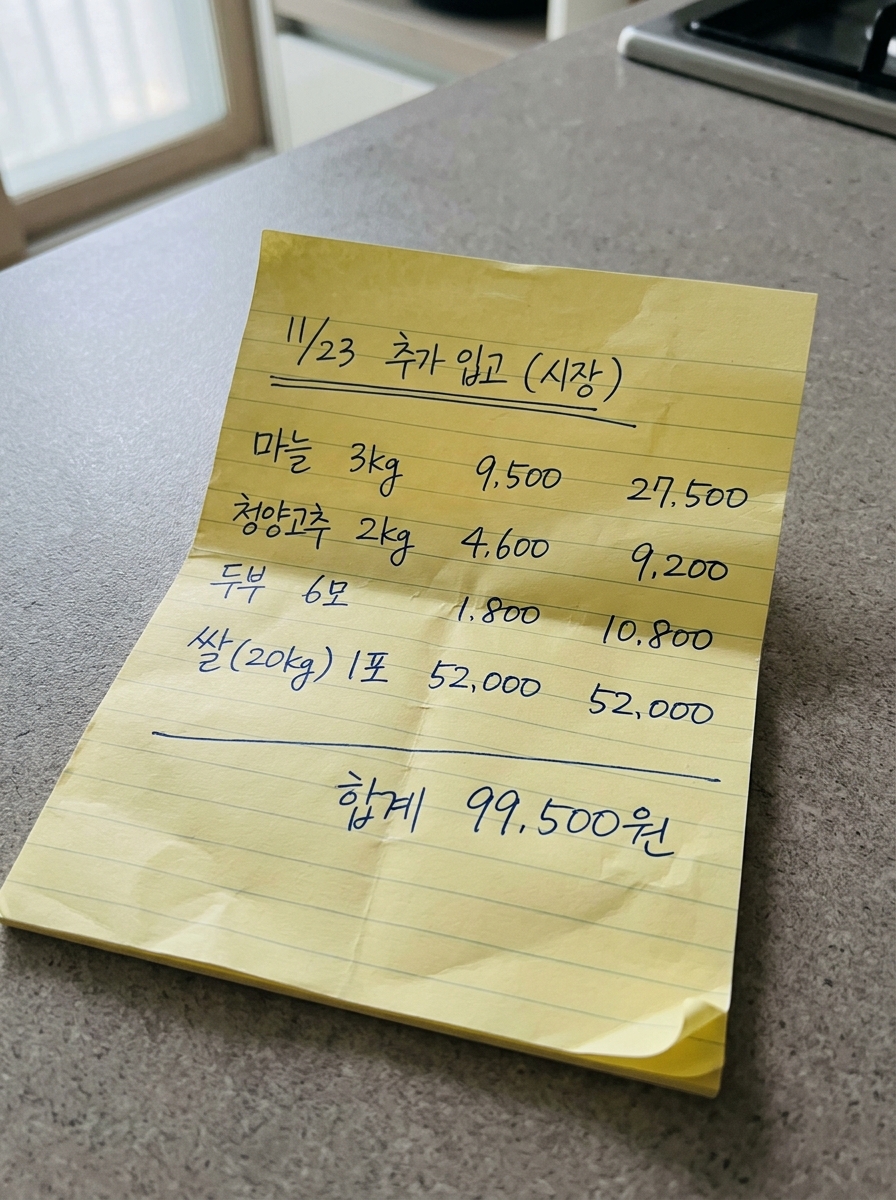 11/23 추가 입고 (시장)
마늘 3kg 9,500 27,500
청양고추 2kg 4,600 9,200
두부 6모 1,800 10,800
쌀(20kg) 1포 52,000 52,000
합계 99,500원